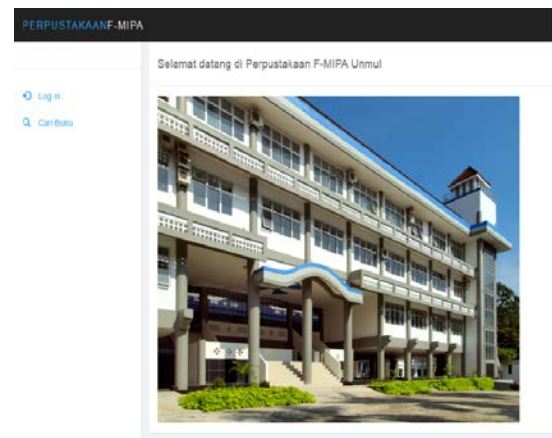 PERPUSTAKAANF-MIPA
Selamat datang di Perpustakaan F-MIPA Unmul
Log in
Cari Buku